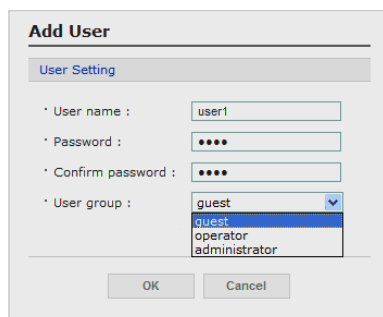 Add User
User Setting
· User name : user1
· Password : ••••
· Confirm password : ••••
· User group : guest
guest
operator
administrator
OK Cancel